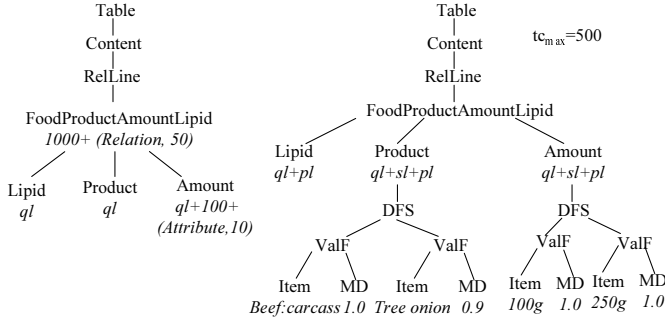 Table
Content
RelLine
FoodProductAmountLipid
1000+ (Relation, 50)
Lipid Product Amount
ql ql ql+100+
(Attribute,10)
Table
tc_max=500
Content
RelLine
FoodProductAmountLipid
Lipid Product Amount
ql+pl ql+sl+pl ql+sl+pl
DFS DFS
ValF ValF ValF ValF
Item MD Item MD Item MD Item MD
Beef:carcass 1.0 Tree onion 0.9 100g 1.0 250g 1.0